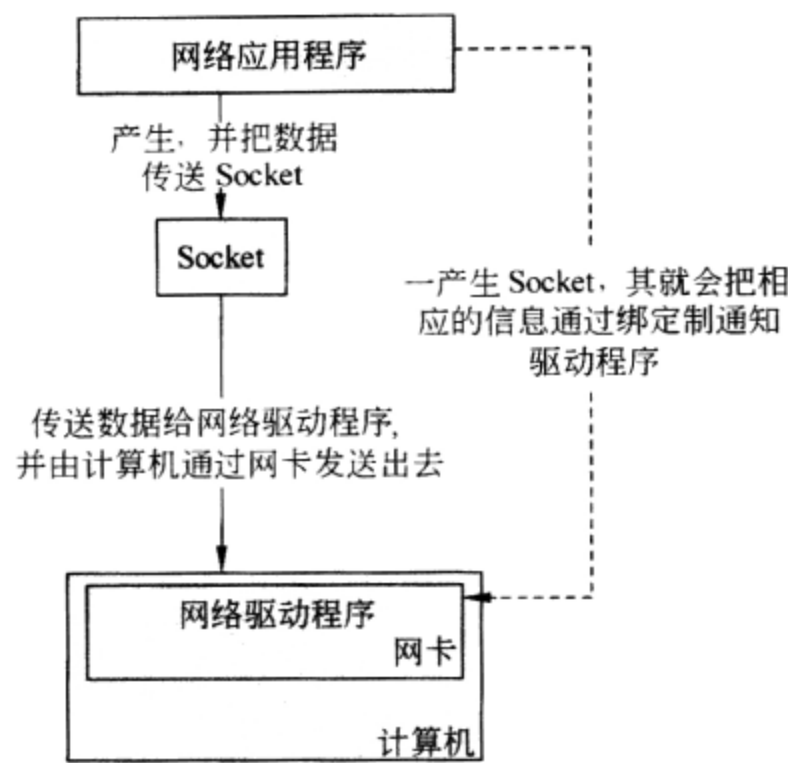 网络应用程序
产生，并把数据
传送 Socket
Socket
一产生 Socket，其就会把相
应的信息通过绑定制通知
驱动程序
传送数据给网络驱动程序,
并由计算机通过网卡发送出去
网络驱动程序
网卡
计算机